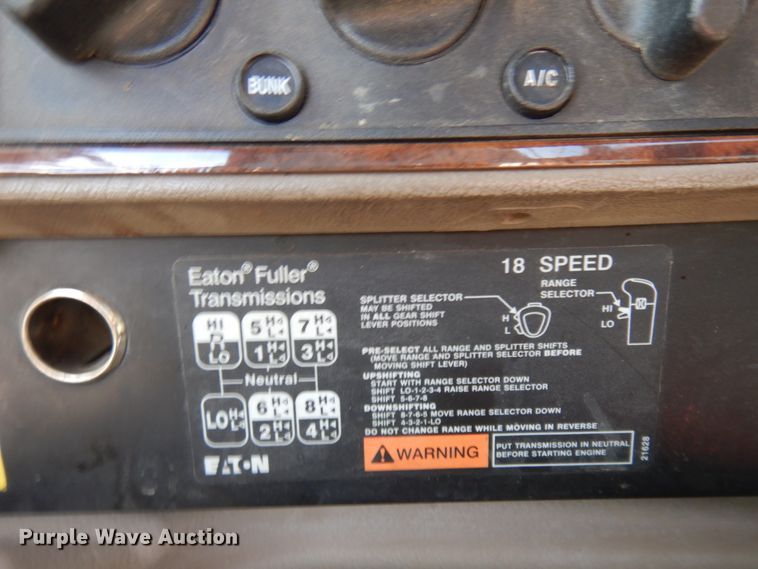 BUNK
A/C
Eaton® Fuller®
Transmissions
18 SPEED
HI
R
LO
5 H
L
7 H
L
1 H
L
3 H
L
Neutral
LO H
L
6 H
L
8 H
L
2 H
L
4 H
L
EATON
SPLITTER SELECTOR
MAY BE SHIFTED
IN ALL GEAR SHIFT
LEVER POSITIONS
H
L
RANGE
SELECTOR
HI
LO
PRE-SELECT ALL RANGE AND SPLITTER SHIFTS
(MOVE RANGE AND SPLITTER SELECTOR BEFORE
MOVING SHIFT LEVER)
UPSHIFTING
START WITH RANGE SELECTOR DOWN
SHIFT LO-1-2-3-4 RAISE RANGE SELECTOR
SHIFT 5-6-7-8
DOWNSHIFTING
SHIFT 8-7-6-5 MOVE RANGE SELECTOR DOWN
SHIFT 4-3-2-1-LO
DO NOT CHANGE RANGE WHILE MOVING IN REVERSE
WARNING
PUT TRANSMISSION IN NEUTRAL
BEFORE STARTING ENGINE
21628
Purple Wave Auction